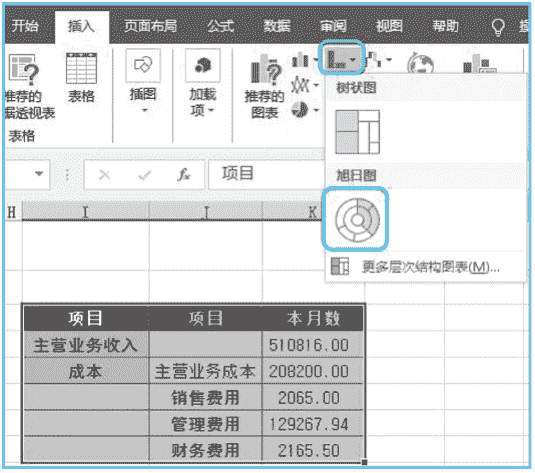 开始 插入 页面布局 公式 数据 审阅 视图 帮助
推荐的
据透视表
表格
插图
加载
项
推荐的
图表
表格
树状图
旭日图
更多层次结构图表(M)...
fx 项目
H I J K
项目 项目 本月数
主营业务收入 510816.00
成本 主营业务成本 208200.00
销售费用 2065.00
管理费用 129267.94
财务费用 2165.50